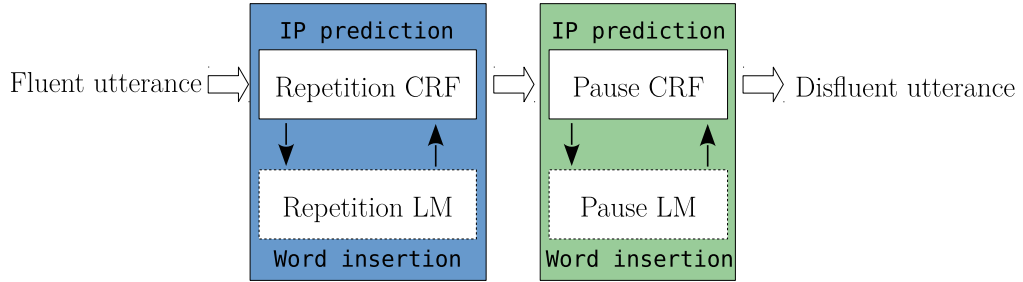 Fluent utterance
IP prediction
Repetition CRF
Repetition LM
Word insertion
IP prediction
Pause CRF
Pause LM
Word insertion
Disfluent utterance